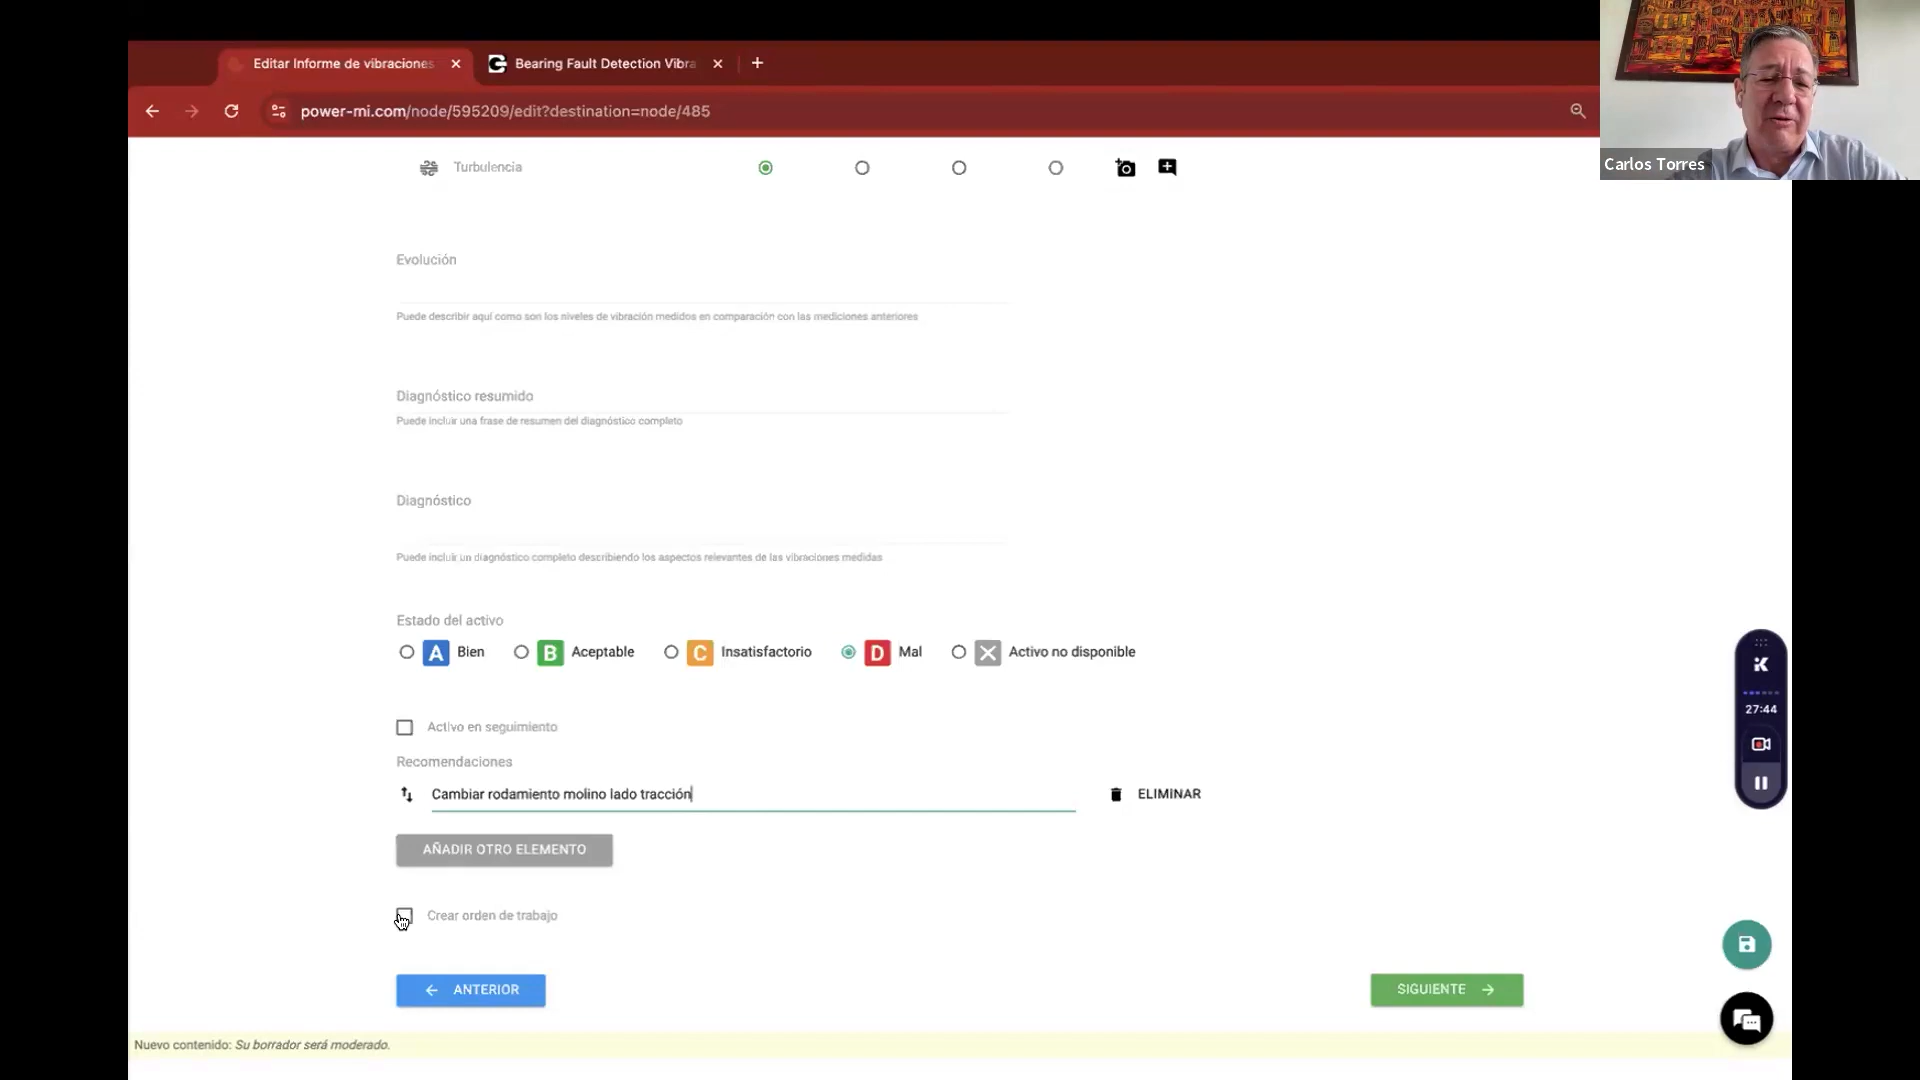 Editar Informe de vibraciones
Bearing Fault Detection Vibra
power-mi.com/node/595209/edit?destination=node/485
Carlos Torres
Turbulencia
Evolución
Puede describir aquí como son los niveles de vibración medidos en comparación con las mediciones anteriores
Diagnóstico resumido
Puede incluir una frase de resumen del diagnóstico completo
Diagnóstico
Puede incluir un diagnóstico completo describiendo los aspectos relevantes de las vibraciones medidas
Estado del activo
A Bien B Aceptable C Insatisfactorio D Mal Activo no disponible
Activo en seguimiento
Recomendaciones
Cambiar rodamiento molino lado tracción
ELIMINAR
AÑADIR OTRO ELEMENTO
Crear orden de trabajo
27:44
ANTERIOR
SIGUIENTE
Nuevo contenido: Su borrador será moderado.